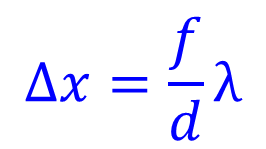 Δx = f/d λ